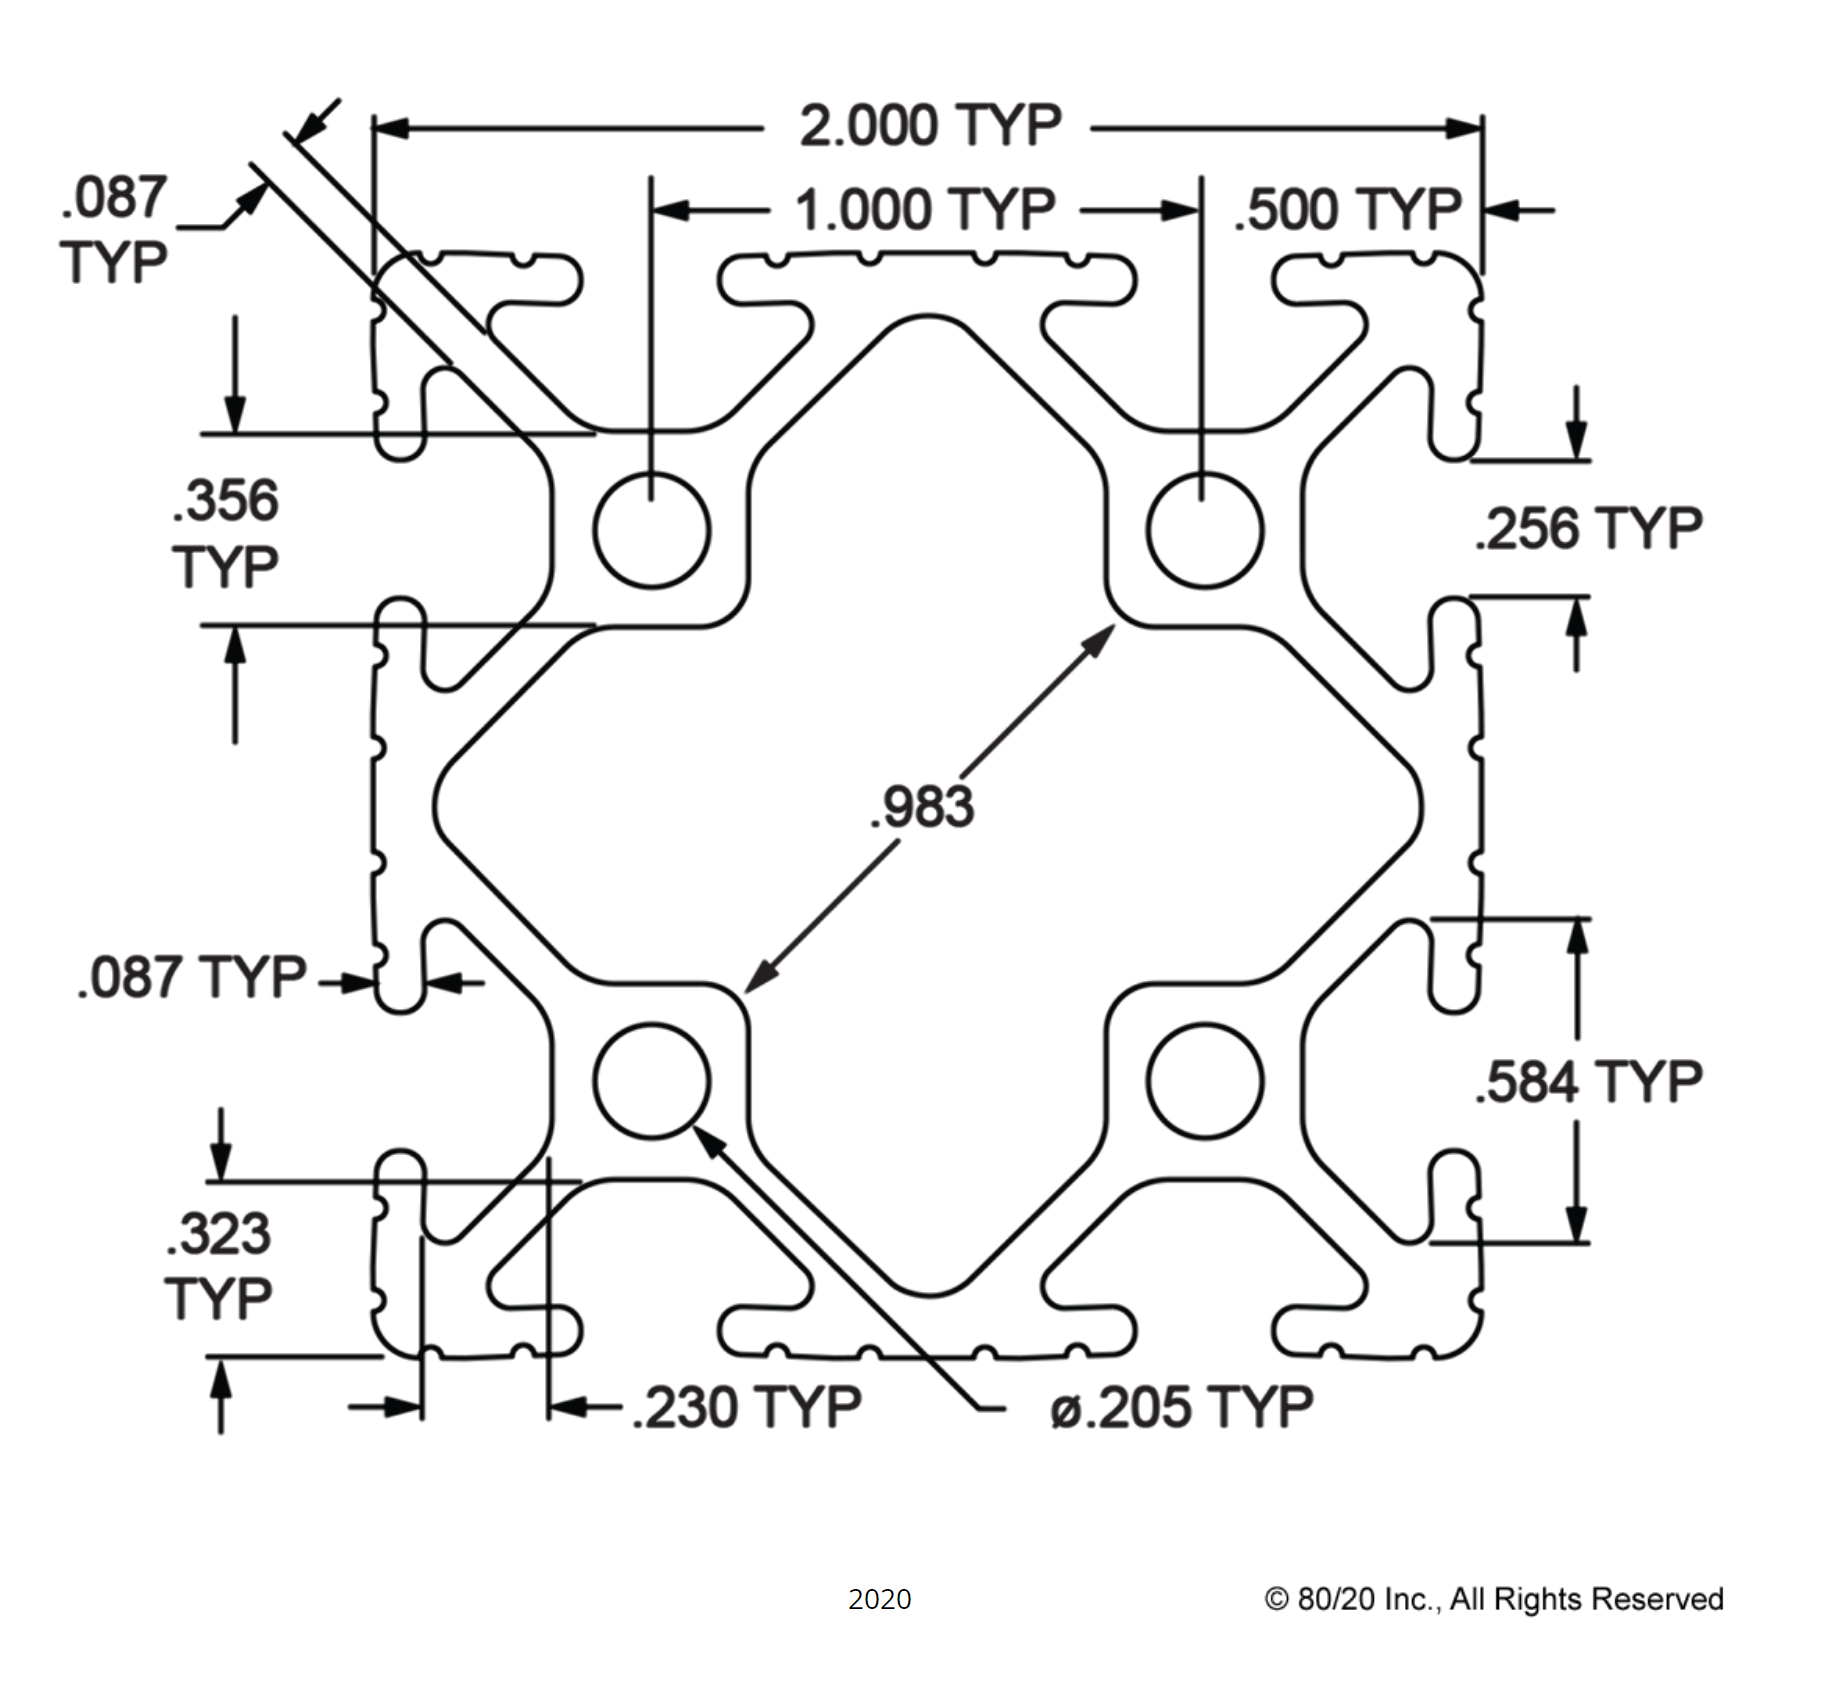 2.000 TYP
.087
TYP
1.000 TYP
.500 TYP
.356
TYP
.256 TYP
.983
.087 TYP
.584 TYP
.323
TYP
.230 TYP
ø.205 TYP
2020
© 80/20 Inc., All Rights Reserved